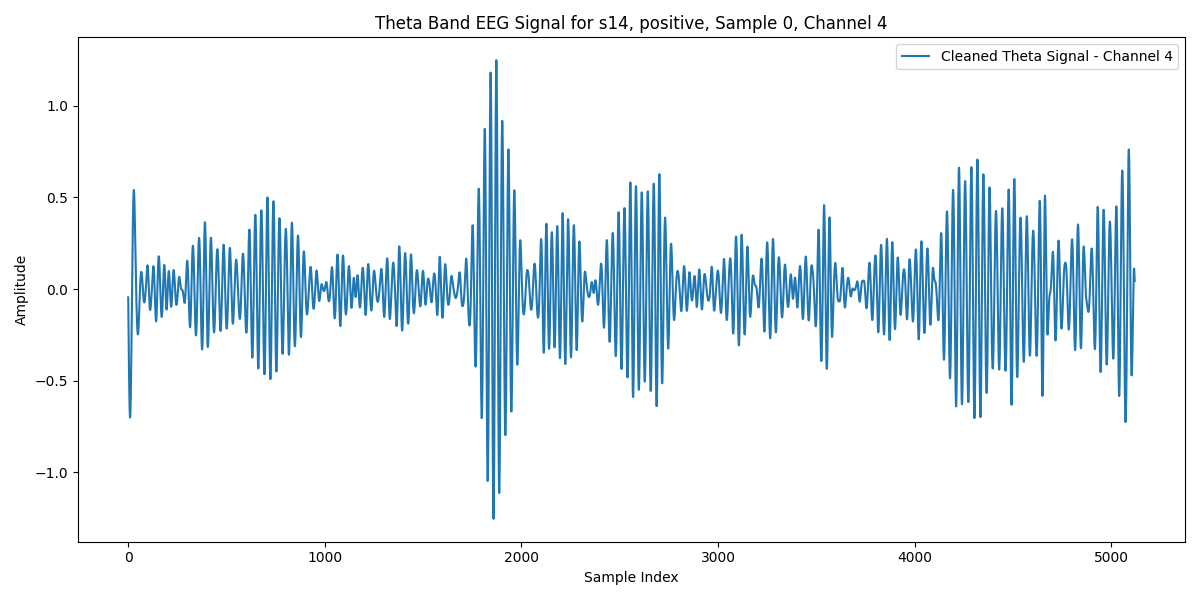 Theta Band EEG Signal for s14, positive, Sample 0, Channel 4
Cleaned Theta Signal - Channel 4
Amplitude
1.0
0.5
0.0
−0.5
−1.0
0 1000 2000 3000 4000 5000
Sample Index